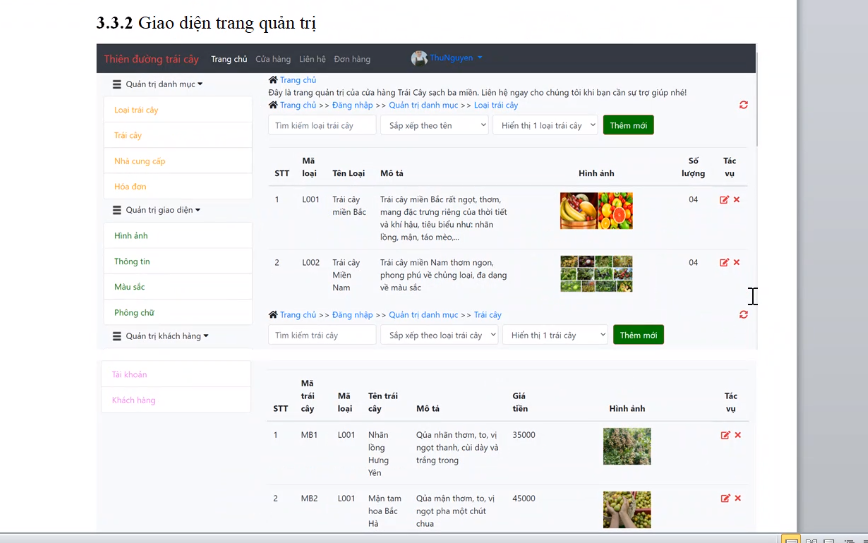 3.3.2 Giao diện trang quản trị
Thiên đường trái cây Trang chủ Cửa hàng Liên hệ Đơn hàng ThuNguyen
Quản trị danh mục
Loại trái cây
Trái cây
Nhà cung cấp
Hóa đơn
Quản trị giao diện
Hình ảnh
Thông tin
Màu sắc
Phông chữ
Quản trị khách hàng
Tài khoản
Khách hàng
Trang chủ
Đây là trang quản trị của cửa hàng Trái Cây sạch ba miền. Liên hệ ngay cho chúng tôi khi bạn cần sự trợ giúp nhé!
Trang chủ >> Đăng nhập >> Quản trị danh mục >> Loại trái cây
Tìm kiếm loại trái cây Sắp xếp theo tên Hiển thị 1 loại trái cây Thêm mới
STT Mã loại Tên Loại Mô tả Hình ảnh Số lượng Tác vụ
1 L001 Trái cây Trái cây miền Bắc rất ngọt, thơm, 04
miền Bắc mang đặc trưng riêng của thời tiết
và khí hậu, tiêu biểu như: nhãn
lồng, mận, táo mèo,...
2 L002 Trái cây Trái cây miền Nam thơm ngon, 04
Miền phong phú về chủng loại, đa dạng
Nam về màu sắc
Trang chủ >> Đăng nhập >> Quản trị danh mục >> Trái cây
Tìm kiếm trái cây Sắp xếp theo loại trái cây Hiển thị 1 trái cây Thêm mới
STT Mã trái cây Mã loại Tên trái cây Mô tả Giá tiền Hình ảnh Tác vụ
1 MB1 L001 Nhãn Qủa nhãn thơm, to, vị 35000
lồng ngọt thanh, cùi dày và
Hưng trắng trong
Yên
2 MB2 L001 Mận tam Qủa mận thơm, to, vị 45000
hoa Bắc ngọt pha một chút
Hà chua